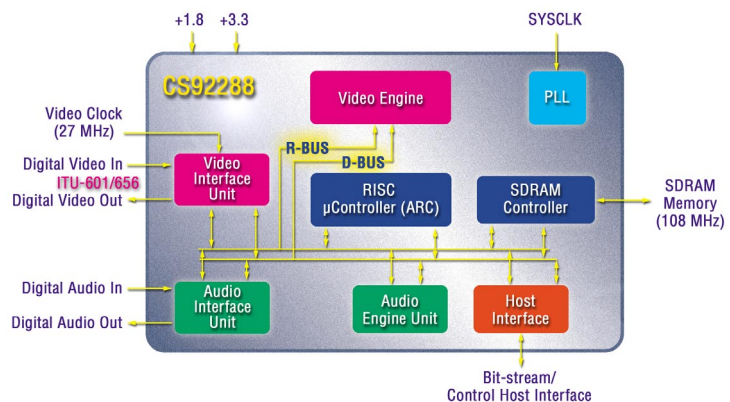 +1.8 +3.3
SYSCLK
CS92288
Video Engine
PLL
Video Clock
(27 MHz)
R-BUS
D-BUS
Digital Video In
ITU-601/656
Digital Video Out
Video
Interface
Unit
RISC
µController (ARC)
SDRAM
Controller
SDRAM
Memory
(108 MHz)
Digital Audio In
Digital Audio Out
Audio
Interface
Unit
Audio
Engine Unit
Host
Interface
Bit-stream/
Control Host Interface